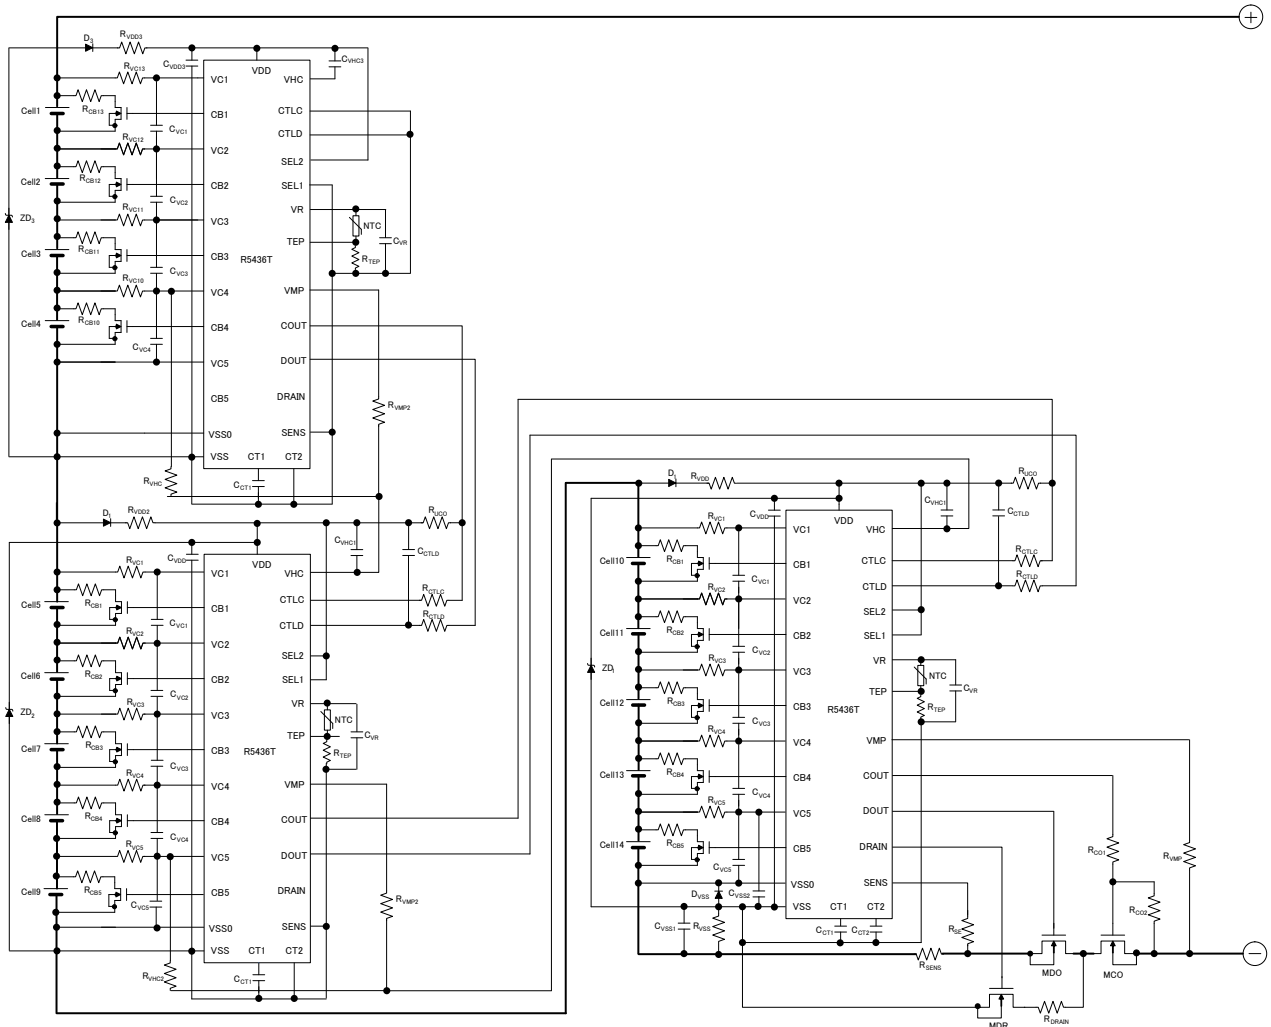 +
D3
RVDD3
CVDD3
CVHC3
RVC13
VC1
VDD
VHC
Cell1
RCB13
CB1
CTLC
CVC1
CTLD
RVC12
VC2
SEL2
Cell2
RCB12
CB2
SEL1
CVC2
VR
RVC11
ZD3
VC3
NTC
TEP
CVR
Cell3
RCB11
CB3
R5436T
RTEP
CVC3
RVC10
VC4
VMP
Cell4
RCB10
CB4
COUT
CVC4
VC5
DOUT
CB5
DRAIN
RVMP2
VSS0
SENS
VSS
CT1
CT2
RVHC
CCT1
D1
RVDD2
RUCO
CVDD
CVHC1
CTLD
RVC1
VC1
VDD
VHC
Cell5
RCB1
CB1
CTLC
RCTLC
CVC1
CTLD
RCTLD
RVC2
VC2
SEL2
Cell6
RCB2
CB2
SEL1
CVC2
VR
RVC3
ZD2
VC3
NTC
TEP
CVR
Cell7
RCB3
CB3
R5436T
RTEP
CVC3
RVC4
VC4
VMP
Cell8
RCB4
CB4
COUT
CVC4
RVC5
VC5
DOUT
Cell9
RCB5
CB5
DRAIN
CVC5
RVMP2
VSS0
SENS
VSS
CT1
CT2
RVHC2
CCT1
D1
RVDD
RUCO
CVDD
CVHC1
CCTLD
RVC1
VC1
VDD
VHC
Cell10
RCB1
CB1
CTLC
RCTLC
CVC1
CTLD
RCTLD
RVC2
VC2
SEL2
Cell11
RCB2
CB2
SEL1
CVC2
VR
RVC3
ZD1
VC3
NTC
TEP
CVR
Cell12
RCB3
CB3
R5436T
RTEP
CVC3
RVC4
VC4
VMP
Cell13
RCB4
CB4
COUT
CVC4
RVC5
VC5
DOUT
Cell14
RCB5
CB5
DRAIN
RCO1
RVMP
CVC5
VSS0
SENS
DVSS
CVSS2
VSS
CT1
CT2
RCO2
CVSS1
RVSS
CCT1
CCT2
RSE
RSENS
MDO
MCO
−
MDR
RDRAIN